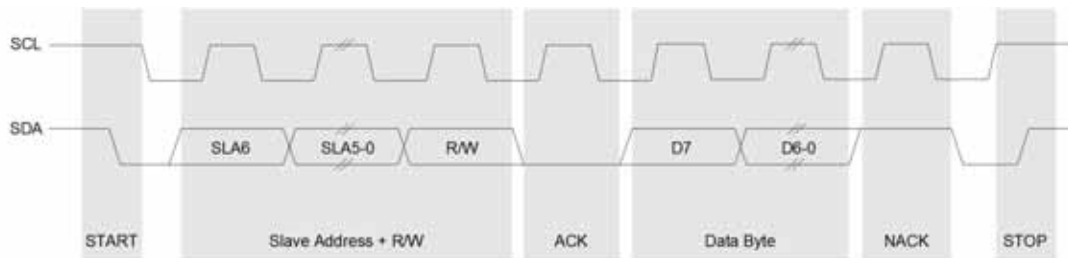 SCL
SDA
SLA6 SLA5-0 R/W D7 D6-0
START Slave Address + R/W ACK Data Byte NACK STOP